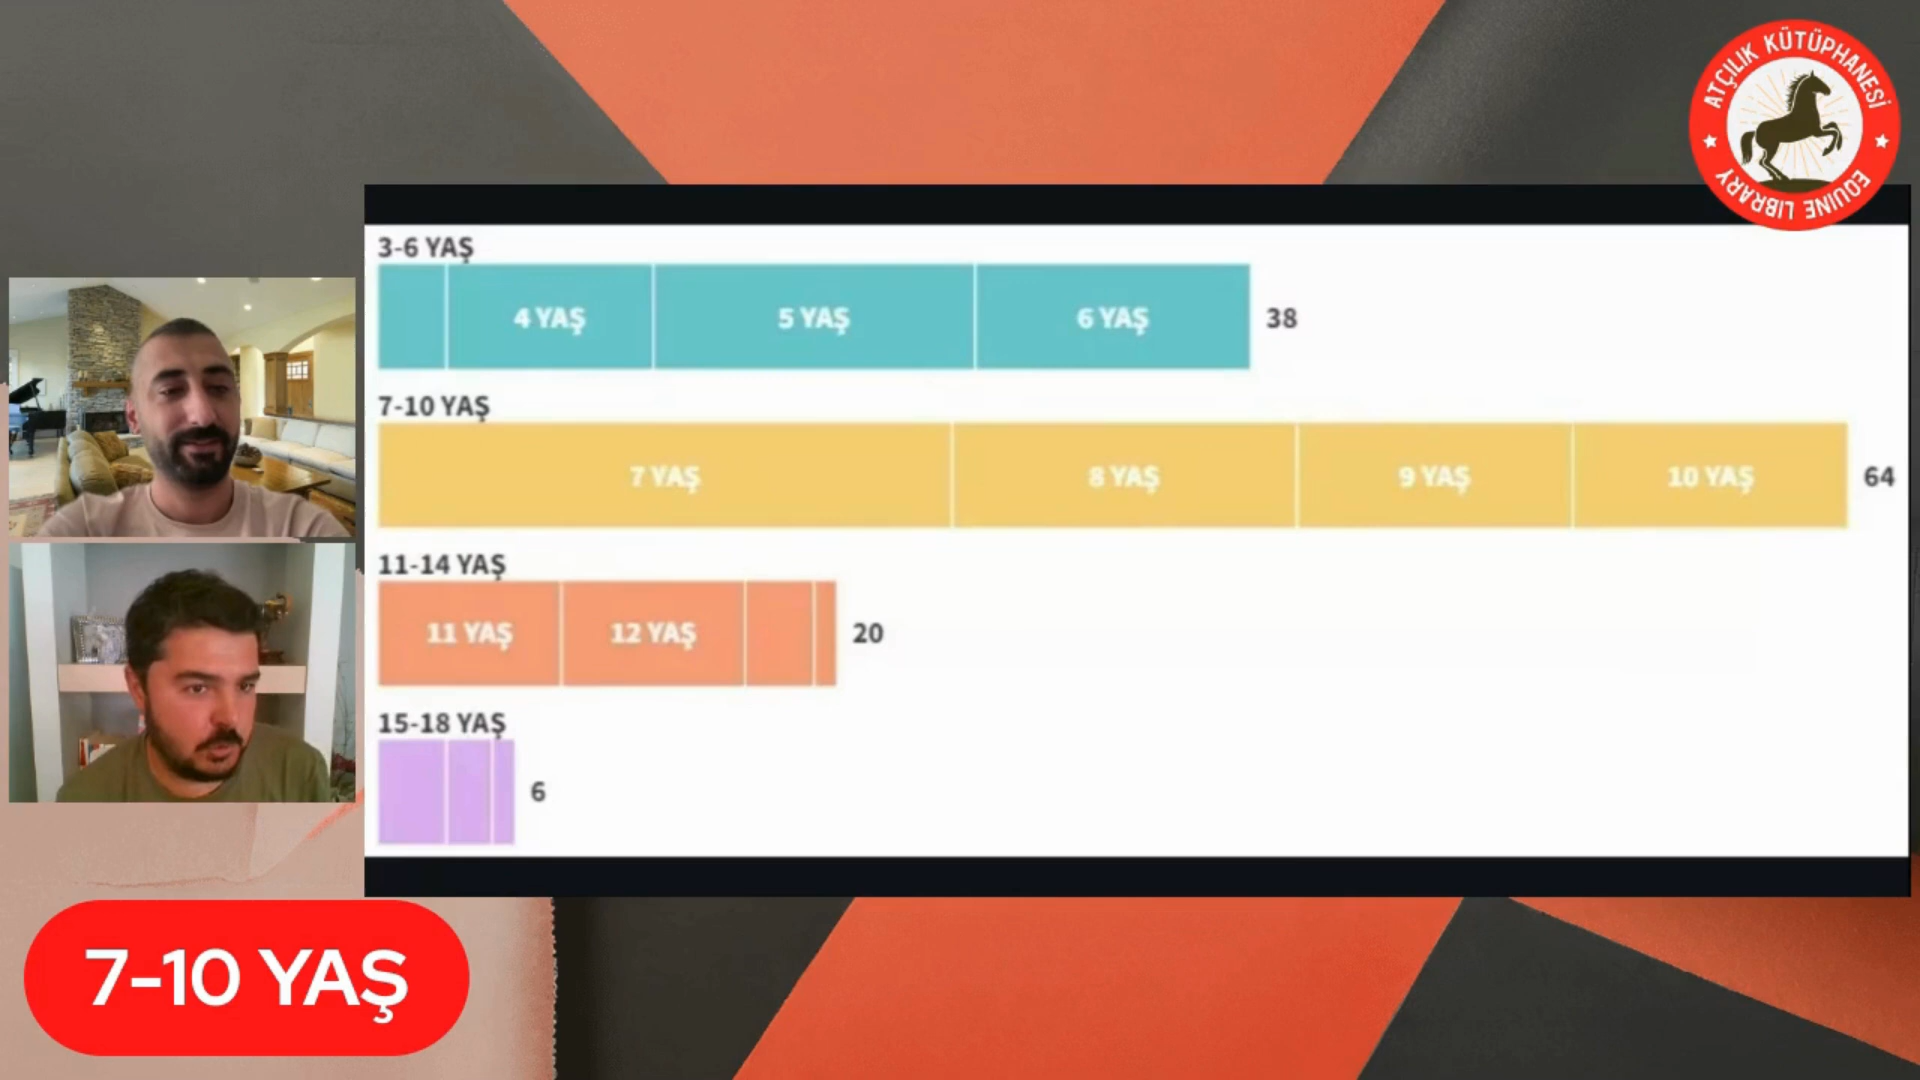 ATÇILIK KÜTÜPHANESİ
EQUINE LIBRARY
3-6 YAŞ
4 YAŞ 5 YAŞ 6 YAŞ 38
7-10 YAŞ
7 YAŞ 8 YAŞ 9 YAŞ 10 YAŞ 64
11-14 YAŞ
11 YAŞ 12 YAŞ 20
15-18 YAŞ
6
7-10 YAŞ